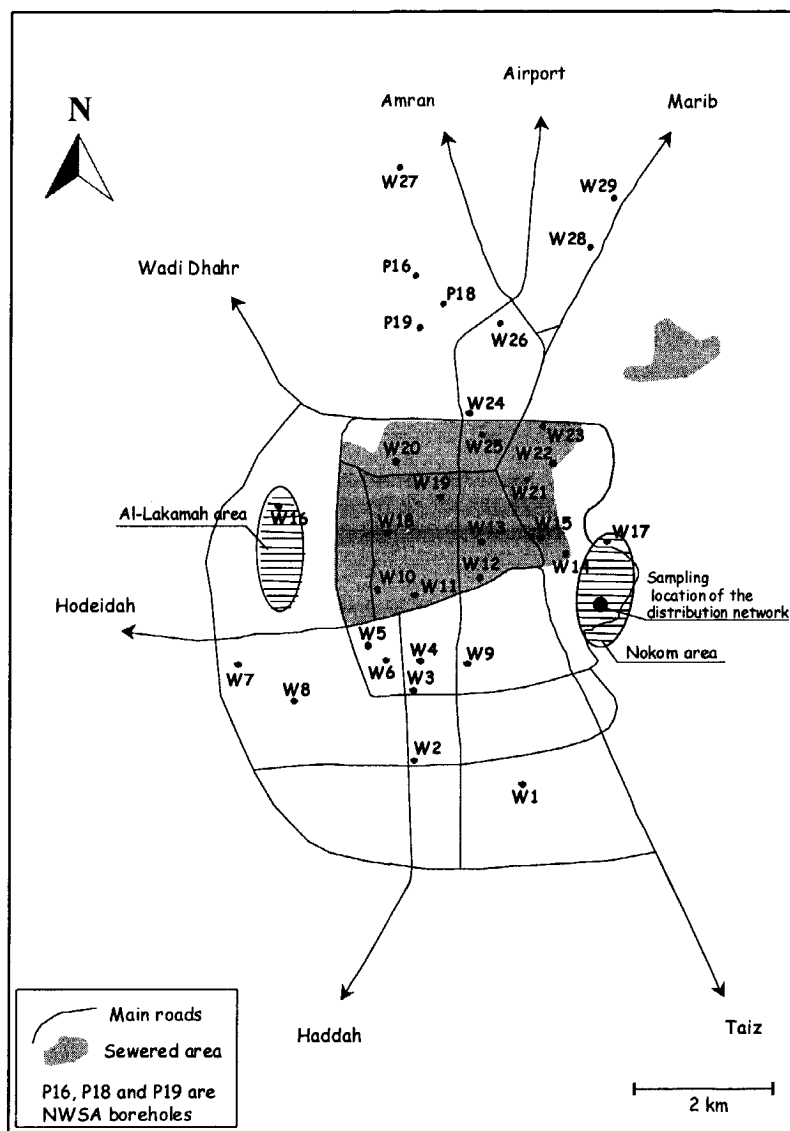 Airport
Amran
Marib
N
W27
W29
W28
P16
Wadi Dhahr
P18
P19
W26
W24
W23
W25
W20
W22
W19
W21
Al-Lakamah area
W16
W18
W13
W15
W17
W14
W12
W10
W11
Sampling
location of the
distribution network
Hodeidah
Nokom area
W5
W6
W4
W9
W7
W3
W8
W2
W1
Main roads
Sewered area
P16, P18 and P19 are
NWSA boreholes
Haddah
Taiz
2 km